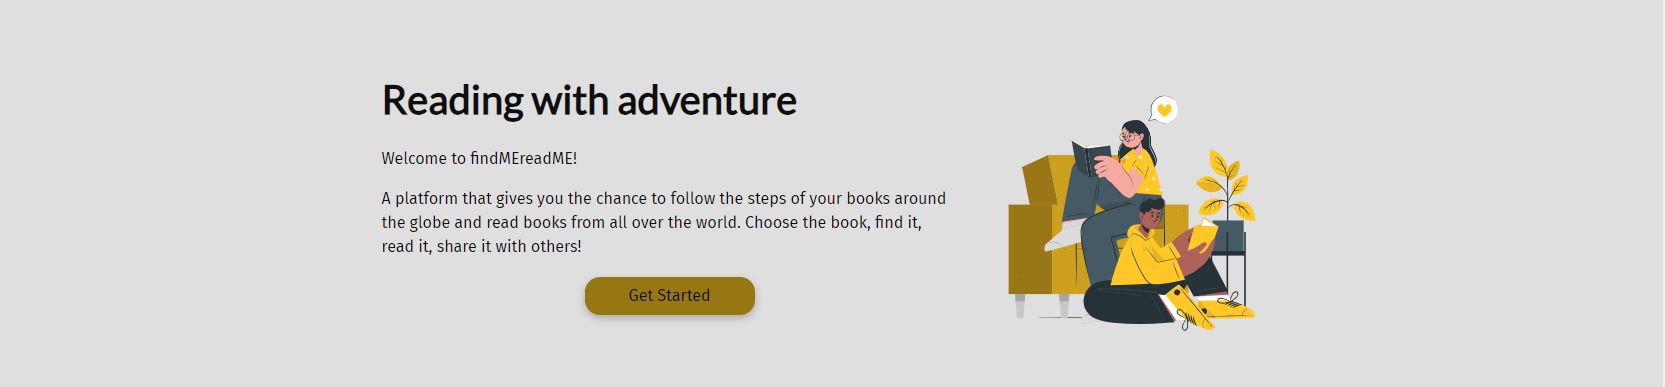 Reading with adventure
Welcome to findMEreadME!
A platform that gives you the chance to follow the steps of your books around
the globe and read books from all over the world. Choose the book, find it,
read it, share it with others!
Get Started